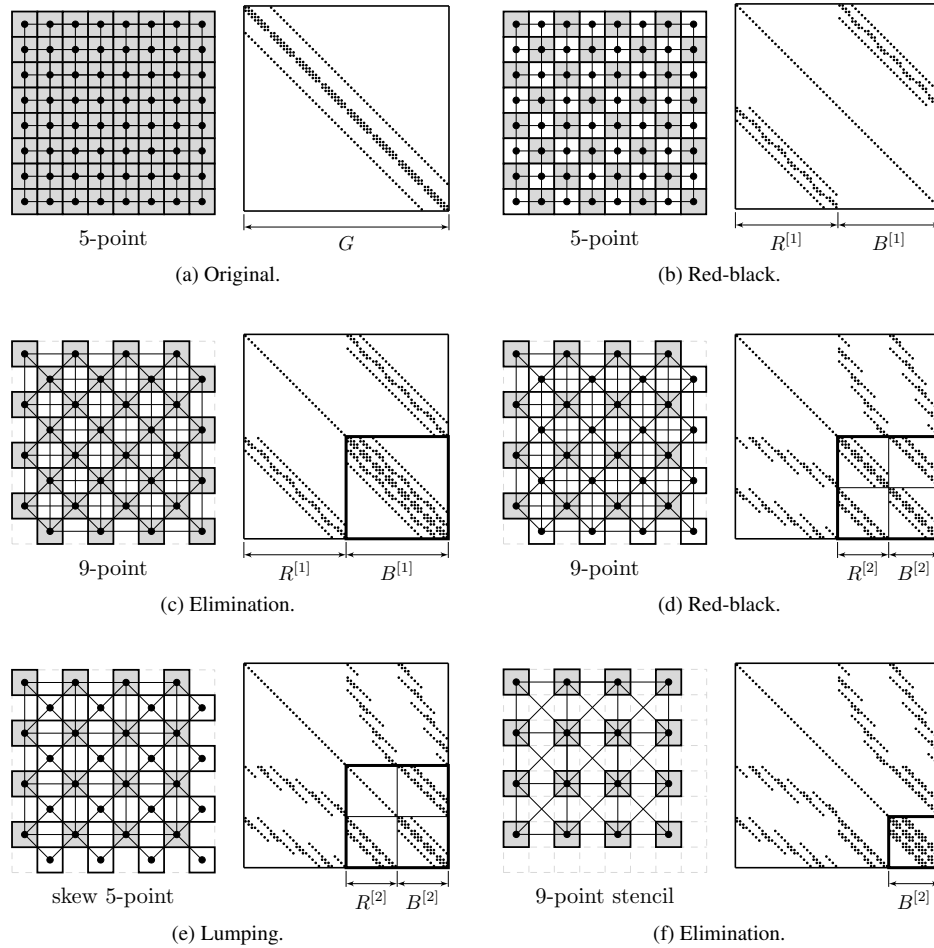 5-point
G
(a) Original.
5-point
R^{[1]}
B^{[1]}
(b) Red-black.
9-point
R^{[1]}
B^{[1]}
(c) Elimination.
9-point
R^{[2]}
B^{[2]}
(d) Red-black.
skew 5-point
R^{[2]}
B^{[2]}
(e) Lumping.
9-point stencil
B^{[2]}
(f) Elimination.